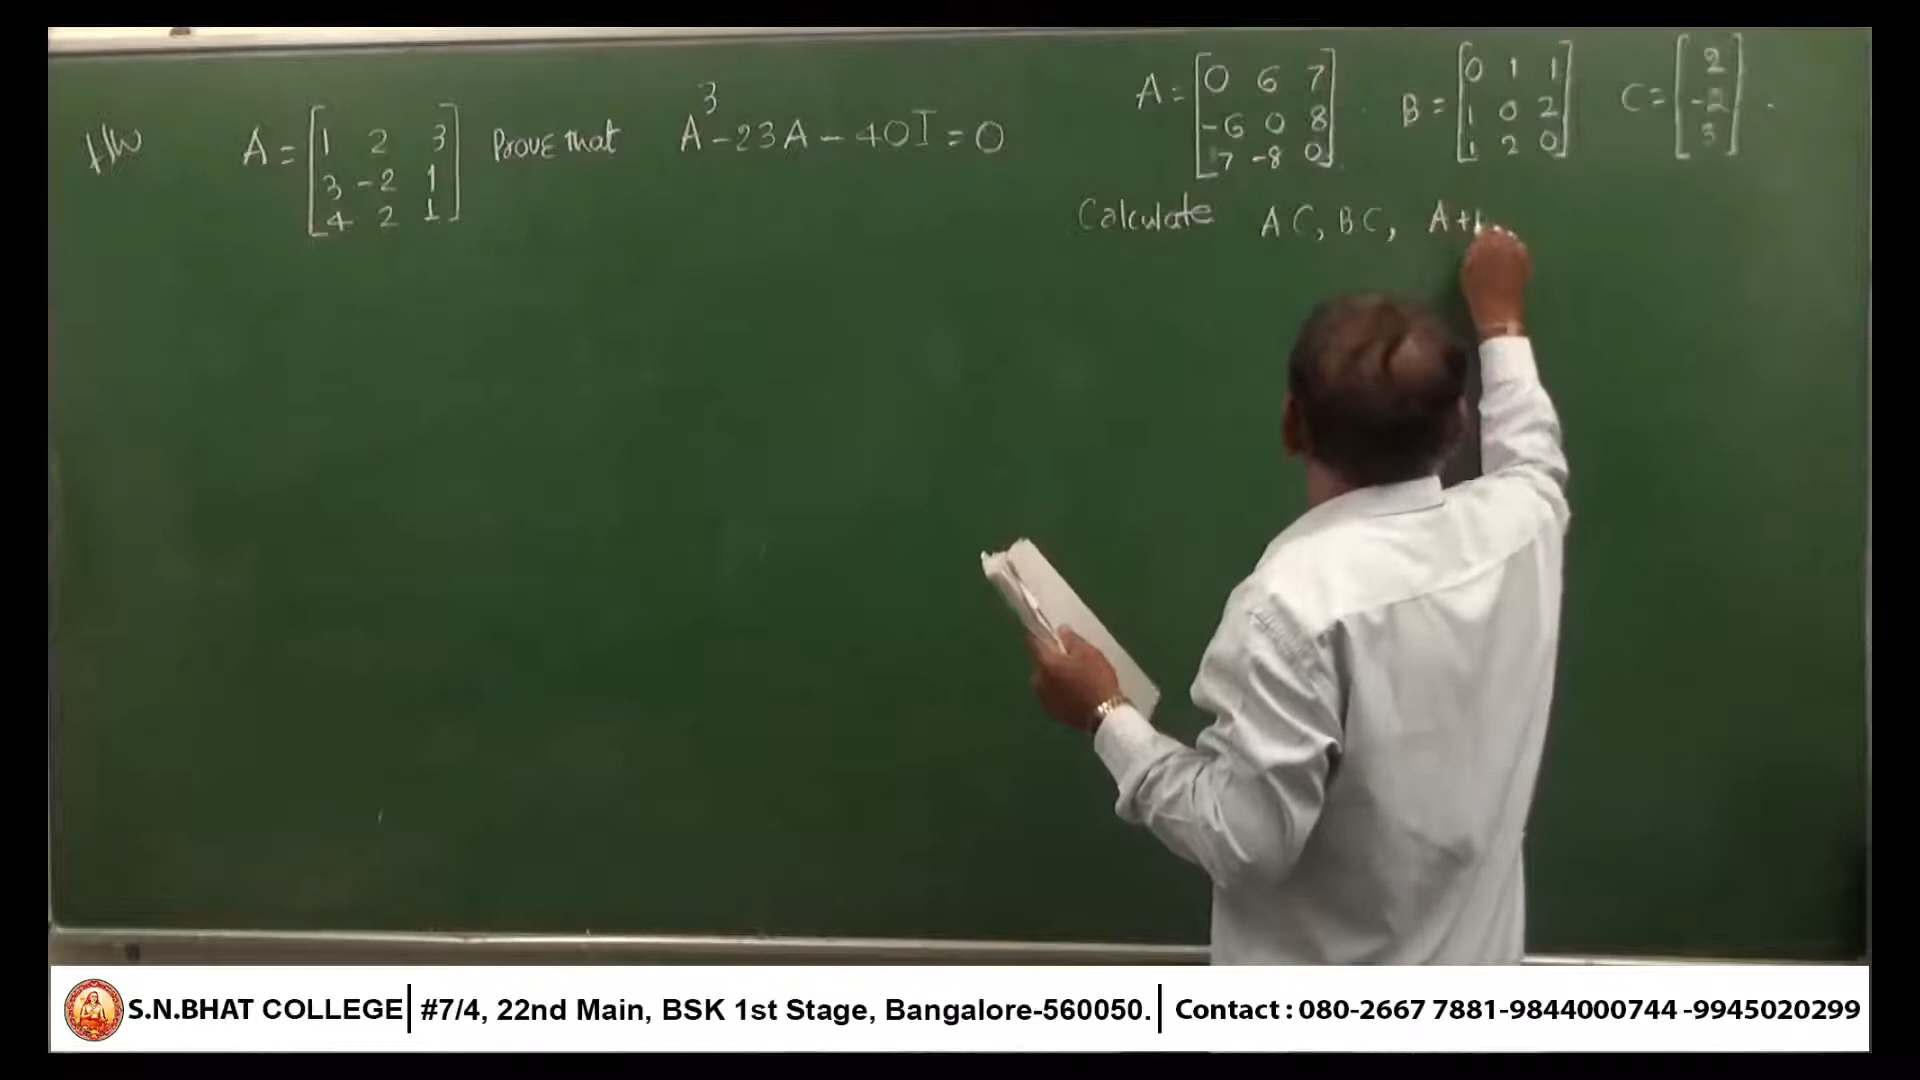 H/W A = [1 2 3 Prove that A³ - 23A - 40I = 0
3 -2 1
4 2 1]
A = [0 6 7 B = [0 1 1 C = [2
-6 0 8 1 0 2 -2
7 -8 0] 1 2 0] 3]
Calculate AC, BC, A+
S.N.BHAT COLLEGE #7/4, 22nd Main, BSK 1st Stage, Bangalore-560050. Contact : 080-2667 7881-9844000744 -9945020299